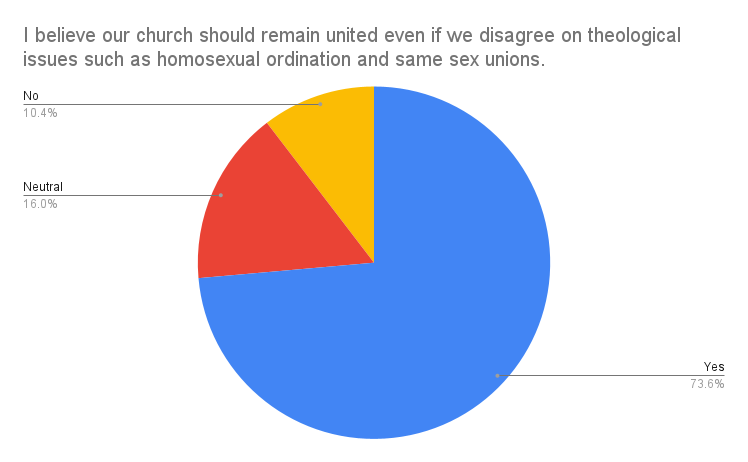 I believe our church should remain united even if we disagree on theological
issues such as homosexual ordination and same sex unions.
No
10.4%
Neutral
16.0%
Yes
73.6%